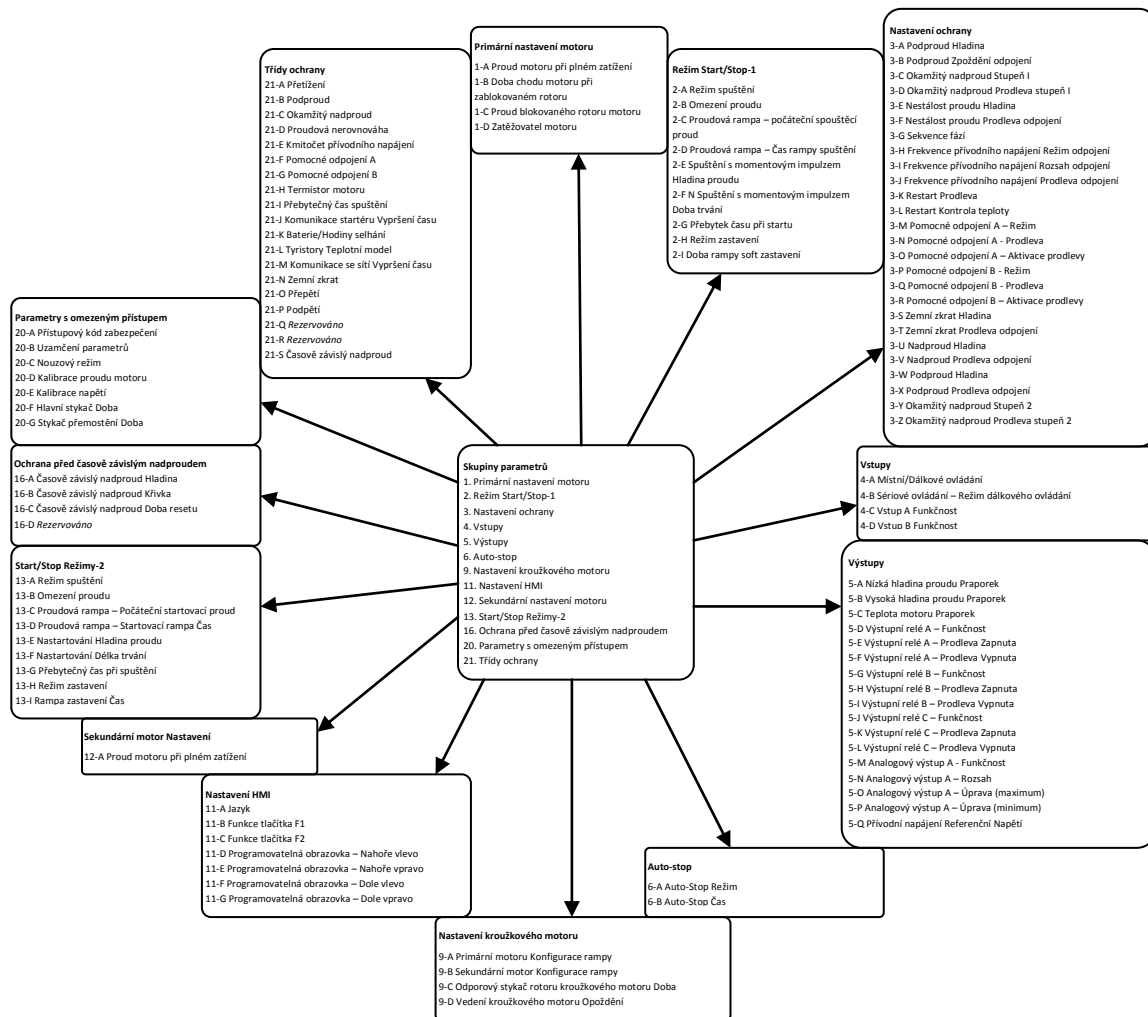 Primární nastavení motoru
1-A Proud motoru při plném zatížení
1-B Doba chodu motoru při
zablokovaném rotoru
1-C Proud blokovaného rotoru motoru
1-D Zatěžovatel motoru
Třídy ochrany
21-A Přetížení
21-B Podproud
21-C Okamžitý nadproud
21-D Proudová nerovnováha
21-E Kmitočet přívodního napájení
21-F Pomocné odpojení A
21-G Pomocné odpojení B
21-H Termistor motoru
21-I Přebytečný čas spuštění
21-J Komunikace startéru Vypršení času
21-K Baterie/Hodiny selhání
21-L Tyristory Teplotní model
21-M Komunikace se sítí Vypršení času
21-N Zemní zkrat
21-O Přepětí
21-P Podpětí
21-Q Rezervováno
21-R Rezervováno
21-S Časově závislý nadproud
Režim Start/Stop-1
2-A Režim spuštění
2-B Omezení proudu
2-C Proudová rampa – počáteční spouštěcí
proud
2-D Proudová rampa – Čas rampy spuštění
2-E Spuštění s momentovým impulzem
Hladina proudu
2-F N Spuštění s momentovým impulzem
Doba trvání
2-G Přebytek času při startu
2-H Režim zastavení
2-I Doba rampy soft zastavení
Nastavení ochrany
3-A Podproud Hladina
3-B Podproud Zpoždění odpojení
3-C Okamžitý nadproud Stupeň I
3-D Okamžitý nadproud Prodleva stupeň I
3-E Nestálost proudu Hladina
3-F Nestálost proudu Prodleva odpojení
3-G Sekvence fází
3-H Frekvence přívodního napájení Režim odpojení
3-I Frekvence přívodního napájení Rozsah odpojení
3-J Frekvence přívodního napájení Prodleva odpojení
3-K Restart Prodleva
3-L Restart Kontrola teploty
3-M Pomocné odpojení A – Režim
3-N Pomocné odpojení A - Prodleva
3-O Pomocné odpojení A – Aktivace prodlevy
3-P Pomocné odpojení B - Režim
3-Q Pomocné odpojení B - Prodleva
3-R Pomocné odpojení B – Aktivace prodlevy
3-S Zemní zkrat Hladina
3-T Zemní zkrat Prodleva odpojení
3-U Nadproud Hladina
3-V Nadproud Prodleva odpojení
3-W Podproud Hladina
3-X Podproud Prodleva odpojení
3-Y Okamžitý nadproud Stupeň 2
3-Z Okamžitý nadproud Prodleva stupeň 2
Parametry s omezeným přístupem
20-A Přístupový kód zabezpečení
20-B Uzamčení parametrů
20-C Nouzový režim
20-D Kalibrace proudu motoru
20-E Kalibrace napětí
20-F Hlavní stykač Doba
20-G Stykač přemostění Doba
Skupiny parametrů
1. Primární nastavení motoru
2. Režim Start/Stop-1
3. Nastavení ochrany
4. Vstupy
5. Výstupy
6. Auto-stop
9. Nastavení kroužkového motoru
11. Nastavení HMI
12. Sekundární nastavení motoru
13. Start/Stop Režimy-2
16. Ochrana před časově závislým nadproudem
20. Parametry s omezeným přístupem
21. Třídy ochrany
Ochrana před časově závislým nadproudem
16-A Časově závislý nadproud Hladina
16-B Časově závislý nadproud Křivka
16-C Časově závislý nadproud Doba resetu
16-D Rezervováno
Vstupy
4-A Místní/Dálkové ovládání
4-B Sériové ovládání – Režim dálkového ovládání
4-C Vstup A Funkčnost
4-D Vstup B Funkčnost
Start/Stop Režimy-2
13-A Režim spuštění
13-B Omezení proudu
13-C Proudová rampa – Počáteční startovací proud
13-D Proudová rampa – Startovací rampa Čas
13-E Nastartování Hladina proudu
13-F Nastartování Délka trvání
13-G Přebytečný čas při spuštění
13-H Režim zastavení
13-I Rampa zastavení Čas
Výstupy
5-A Nízká hladina proudu Praporek
5-B Vysoká hladina proudu Praporek
5-C Teplota motoru Praporek
5-D Výstupní relé A – Funkčnost
5-E Výstupní relé A – Prodleva Zapnuta
5-F Výstupní relé A – Prodleva Vypnuta
5-G Výstupní relé B – Funkčnost
5-H Výstupní relé B – Prodleva Zapnuta
5-I Výstupní relé B – Prodleva Vypnuta
5-J Výstupní relé C – Funkčnost
5-K Výstupní relé C – Prodleva Zapnuta
5-L Výstupní relé C – Prodleva Vypnuta
5-M Analogový výstup A - Funkčnost
5-N Analogový výstup A – Rozsah
5-O Analogový výstup A – Úprava (maximum)
5-P Analogový výstup A – Úprava (minimum)
5-Q Přívodní napájení Referenční Napětí
Sekundární motor Nastavení
12-A Proud motoru při plném zatížení
Nastavení HMI
11-A Jazyk
11-B Funkce tlačítka F1
11-C Funkce tlačítka F2
11-D Programovatelná obrazovka – Nahoře vlevo
11-E Programovatelná obrazovka – Nahoře vpravo
11-F Programovatelná obrazovka – Dole vlevo
11-G Programovatelná obrazovka – Dole vpravo
Auto-stop
6-A Auto-Stop Režim
6-B Auto-Stop Čas
Nastavení kroužkového motoru
9-A Primární motoru Konfigurace rampy
9-B Sekundární motor Konfigurace rampy
9-C Odporový stykač rotoru kroužkového motoru Doba
9-D Vedení kroužkového motoru Opoždění